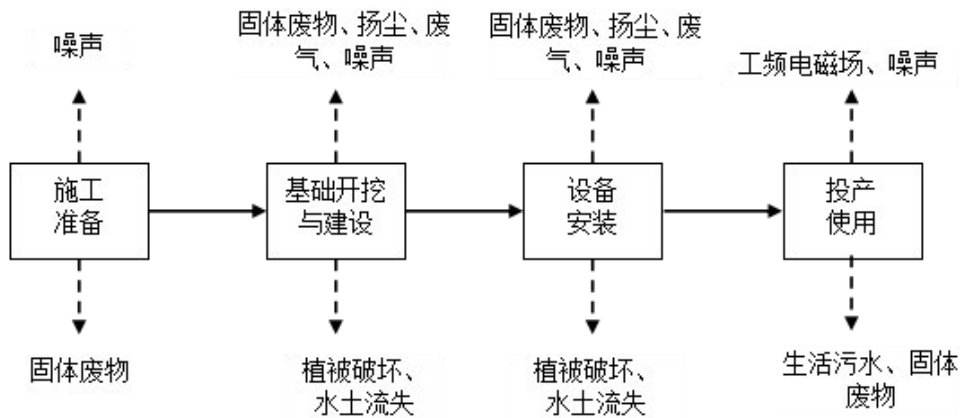 噪声
固体废物、扬尘、废
气、噪声
固体废物、扬尘、废
气、噪声
工频电磁场、噪声
施工
准备
基础开挖
与建设
设备
安装
投产
使用
固体废物
植被破坏、
水土流失
植被破坏、
水土流失
生活污水、固体
废物